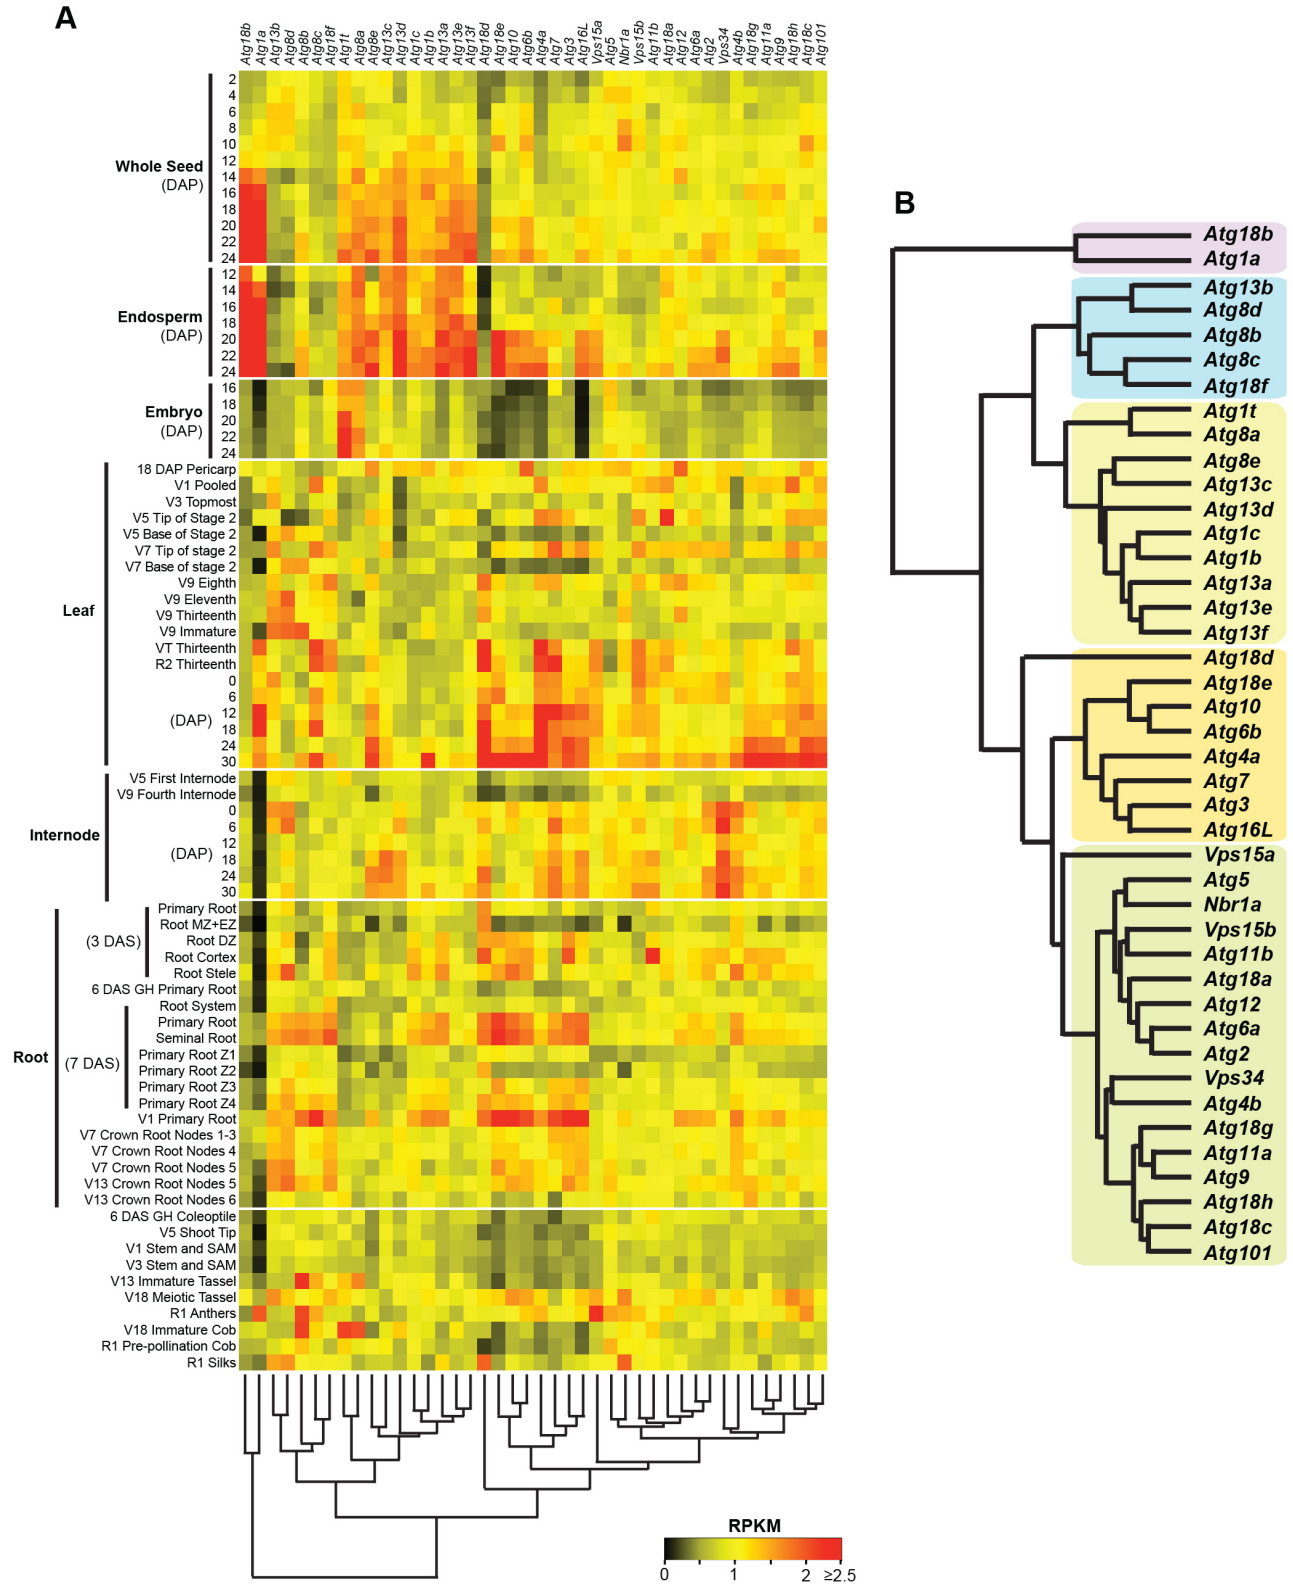 A
Atg18b
Atg1a
Atg13b
Atg8d
Atg8b
Atg8c
Atg18f
Atg1t
Atg8a
Atg8e
Atg13c
Atg13d
Atg1c
Atg1b
Atg13a
Atg13e
Atg13f
Atg18d
Atg18e
Atg10
Atg6b
Atg4a
Atg7
Atg3
Atg16L
Vps15a
Atg5
Nbr1a
Vps15b
Atg11b
Atg18a
Atg12
Atg6a
Atg2
Vps34
Atg4b
Atg18g
Atg11a
Atg9
Atg18h
Atg18c
Atg101
Whole Seed
(DAP)
2
4
6
8
10
12
14
16
18
20
22
24
Endosperm
(DAP)
12
14
16
18
20
22
24
Embryo
(DAP)
16
18
20
22
24
Leaf
18 DAP Pericarp
V1 Pooled
V3 Topmost
V5 Tip of Stage 2
V5 Base of Stage 2
V7 Tip of stage 2
V7 Base of stage 2
V9 Eighth
V9 Eleventh
V9 Thirteenth
V9 Immature
VT Thirteenth
R2 Thirteenth
(DAP)
0
6
12
18
24
30
Internode
V5 First Internode
V9 Fourth Internode
(DAP)
0
6
12
18
24
30
Root
(3 DAS)
Primary Root
Root MZ+EZ
Root DZ
Root Cortex
Root Stele
6 DAS GH Primary Root
(7 DAS)
Root System
Primary Root
Seminal Root
Primary Root Z1
Primary Root Z2
Primary Root Z3
Primary Root Z4
V1 Primary Root
V7 Crown Root Nodes 1-3
V7 Crown Root Nodes 4
V7 Crown Root Nodes 5
V13 Crown Root Nodes 5
V13 Crown Root Nodes 6
6 DAS GH Coleoptile
V5 Shoot Tip
V1 Stem and SAM
V3 Stem and SAM
V13 Immature Tassel
V18 Meiotic Tassel
R1 Anthers
V18 Immature Cob
R1 Pre-pollination Cob
R1 Silks
RPKM
0 1 2 ≥2.5
B
Atg18b
Atg1a
Atg13b
Atg8d
Atg8b
Atg8c
Atg18f
Atg1t
Atg8a
Atg8e
Atg13c
Atg13d
Atg1c
Atg1b
Atg13a
Atg13e
Atg13f
Atg18d
Atg18e
Atg10
Atg6b
Atg4a
Atg7
Atg3
Atg16L
Vps15a
Atg5
Nbr1a
Vps15b
Atg11b
Atg18a
Atg12
Atg6a
Atg2
Vps34
Atg4b
Atg18g
Atg11a
Atg9
Atg18h
Atg18c
Atg101